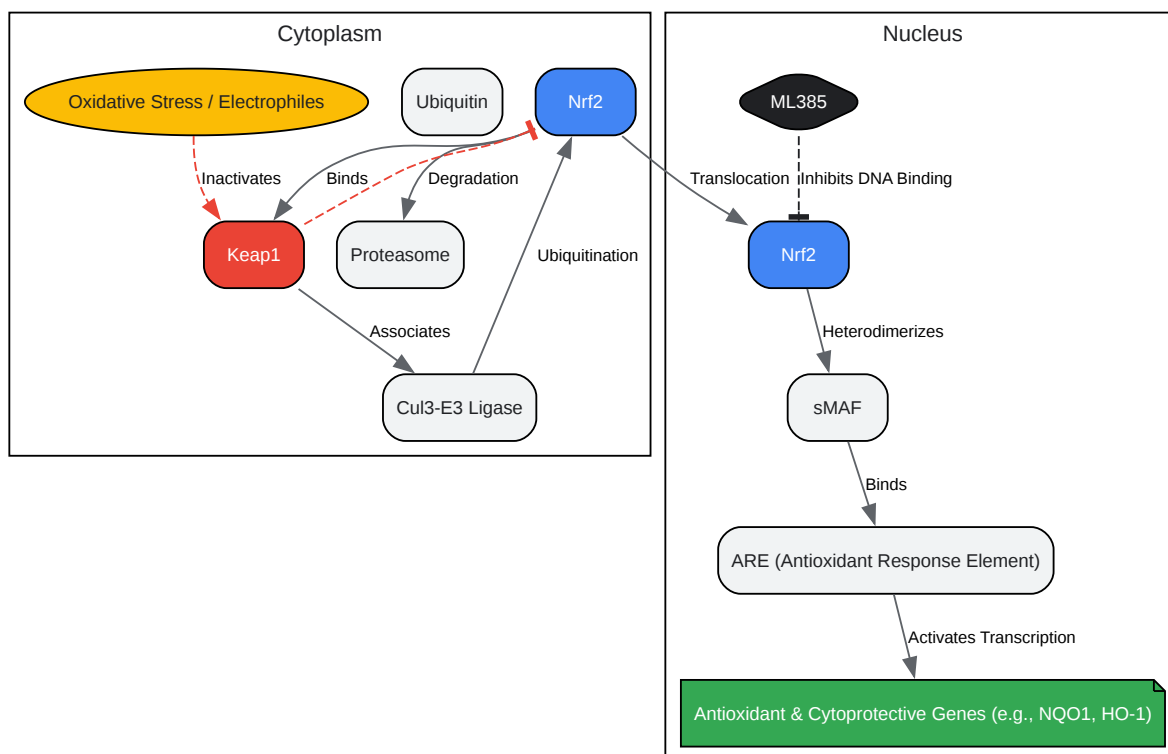 Cytoplasm
Nucleus
Oxidative Stress / Electrophiles
Ubiquitin
Nrf2
ML385
Inactivates
Binds
Degradation
Translocation
Inhibits DNA Binding
Keap1
Proteasome
Ubiquitination
Nrf2
Associates
Heterodimerizes
Cul3-E3 Ligase
sMAF
Binds
ARE (Antioxidant Response Element)
Activates Transcription
Antioxidant & Cytoprotective Genes (e.g., NQO1, HO-1)